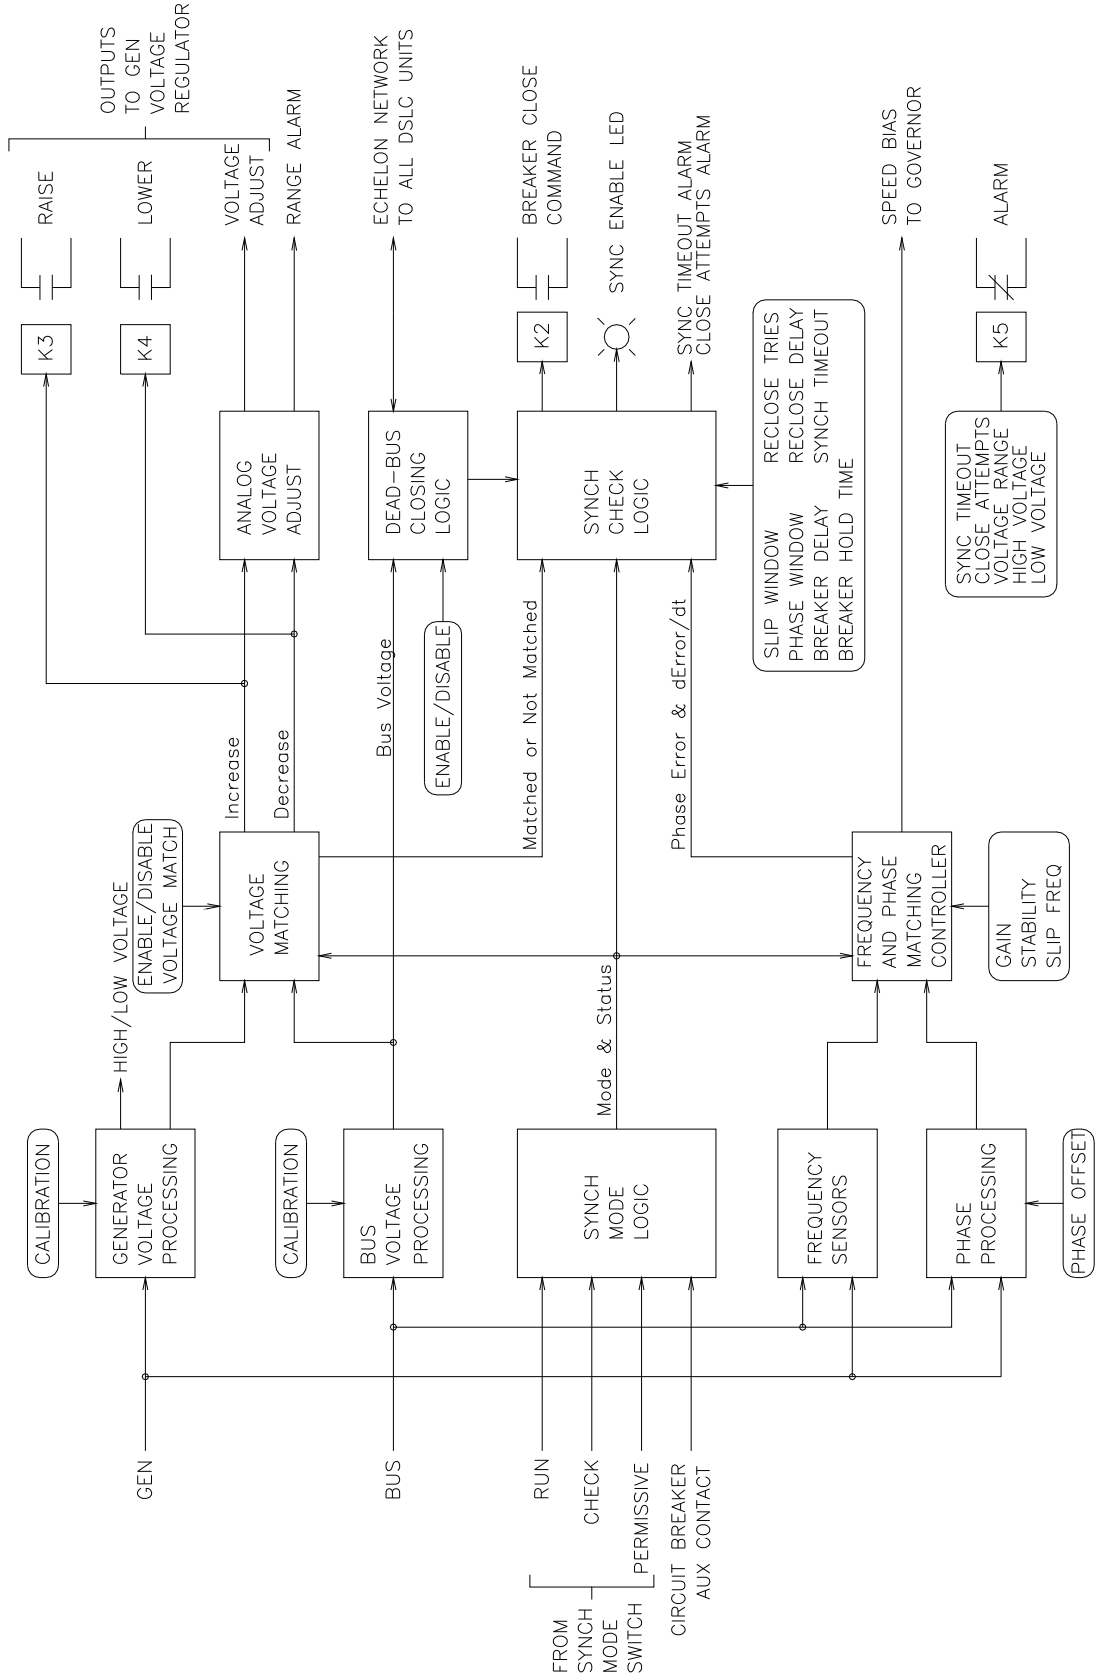 GEN
BUS
FROM
SYNCH
MODE
SWITCH
RUN
CHECK
PERMISSIVE
CIRCUIT BREAKER
AUX CONTACT
CALIBRATION
GENERATOR
VOLTAGE
PROCESSING
HIGH/LOW VOLTAGE
CALIBRATION
BUS
VOLTAGE
PROCESSING
SYNCH
MODE
LOGIC
Mode & Status
FREQUENCY
SENSORS
PHASE
PROCESSING
PHASE OFFSET
ENABLE/DISABLE
VOLTAGE MATCH
VOLTAGE
MATCHING
Increase
Decrease
Bus Voltage
ENABLE/DISABLE
Matched or Not Matched
Phase Error & dError/dt
FREQUENCY
AND PHASE
MATCHING
CONTROLLER
GAIN
STABILITY
SLIP FREQ
ANALOG
VOLTAGE
ADJUST
DEAD-BUS
CLOSING
LOGIC
SYNCH
CHECK
LOGIC
SLIP WINDOW RECLOSE TRIES
PHASE WINDOW RECLOSE DELAY
BREAKER DELAY SYNCH TIMEOUT
BREAKER HOLD TIME
SYNC TIMEOUT
CLOSE ATTEMPTS
VOLTAGE RANGE
HIGH VOLTAGE
LOW VOLTAGE
K3
RAISE
K4
LOWER
VOLTAGE
ADJUST
OUTPUTS
TO GEN
VOLTAGE
REGULATOR
RANGE ALARM
ECHELON NETWORK
TO ALL DSLC UNITS
K2
BREAKER CLOSE
COMMAND
SYNC ENABLE LED
SYNC TIMEOUT ALARM
CLOSE ATTEMPTS ALARM
SPEED BIAS
TO GOVERNOR
K5
ALARM